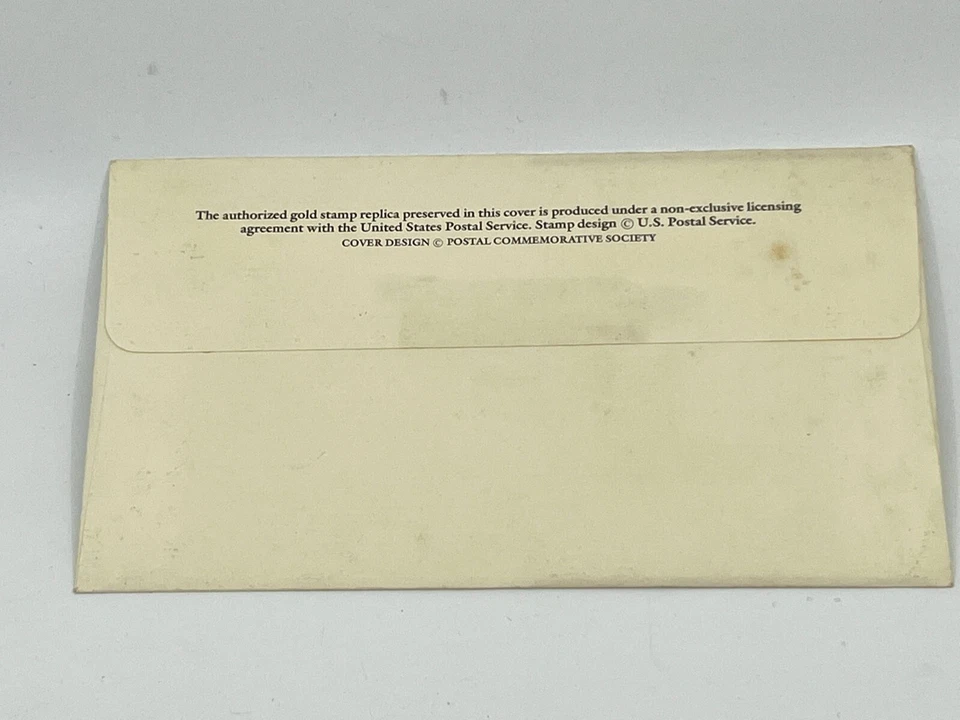 The authorized gold stamp replica preserved in this cover is produced under a non-exclusive licensing
agreement with the United States Postal Service. Stamp design © U.S. Postal Service.
COVER DESIGN © POSTAL COMMEMORATIVE SOCIETY